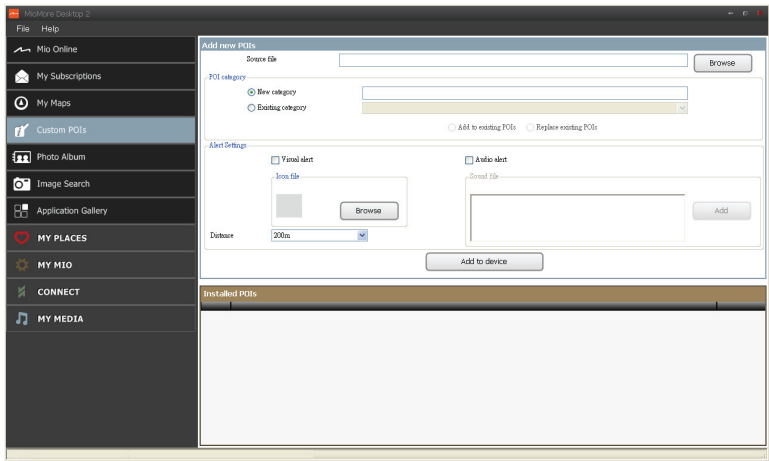 MioMore Desktop 2
File Help
Mio Online
My Subscriptions
My Maps
Custom POIs
Photo Album
Image Search
Application Gallery
MY PLACES
MY MIO
CONNECT
MY MEDIA
Add new POIs
Source file
Browse
POI category
New category
Existing category
Add to existing POIs Replace existing POIs
Alert Settings
Visual alert Audio alert
Icon file Sound file
Browse Add
Distance 200m
Add to device
Installed POIs